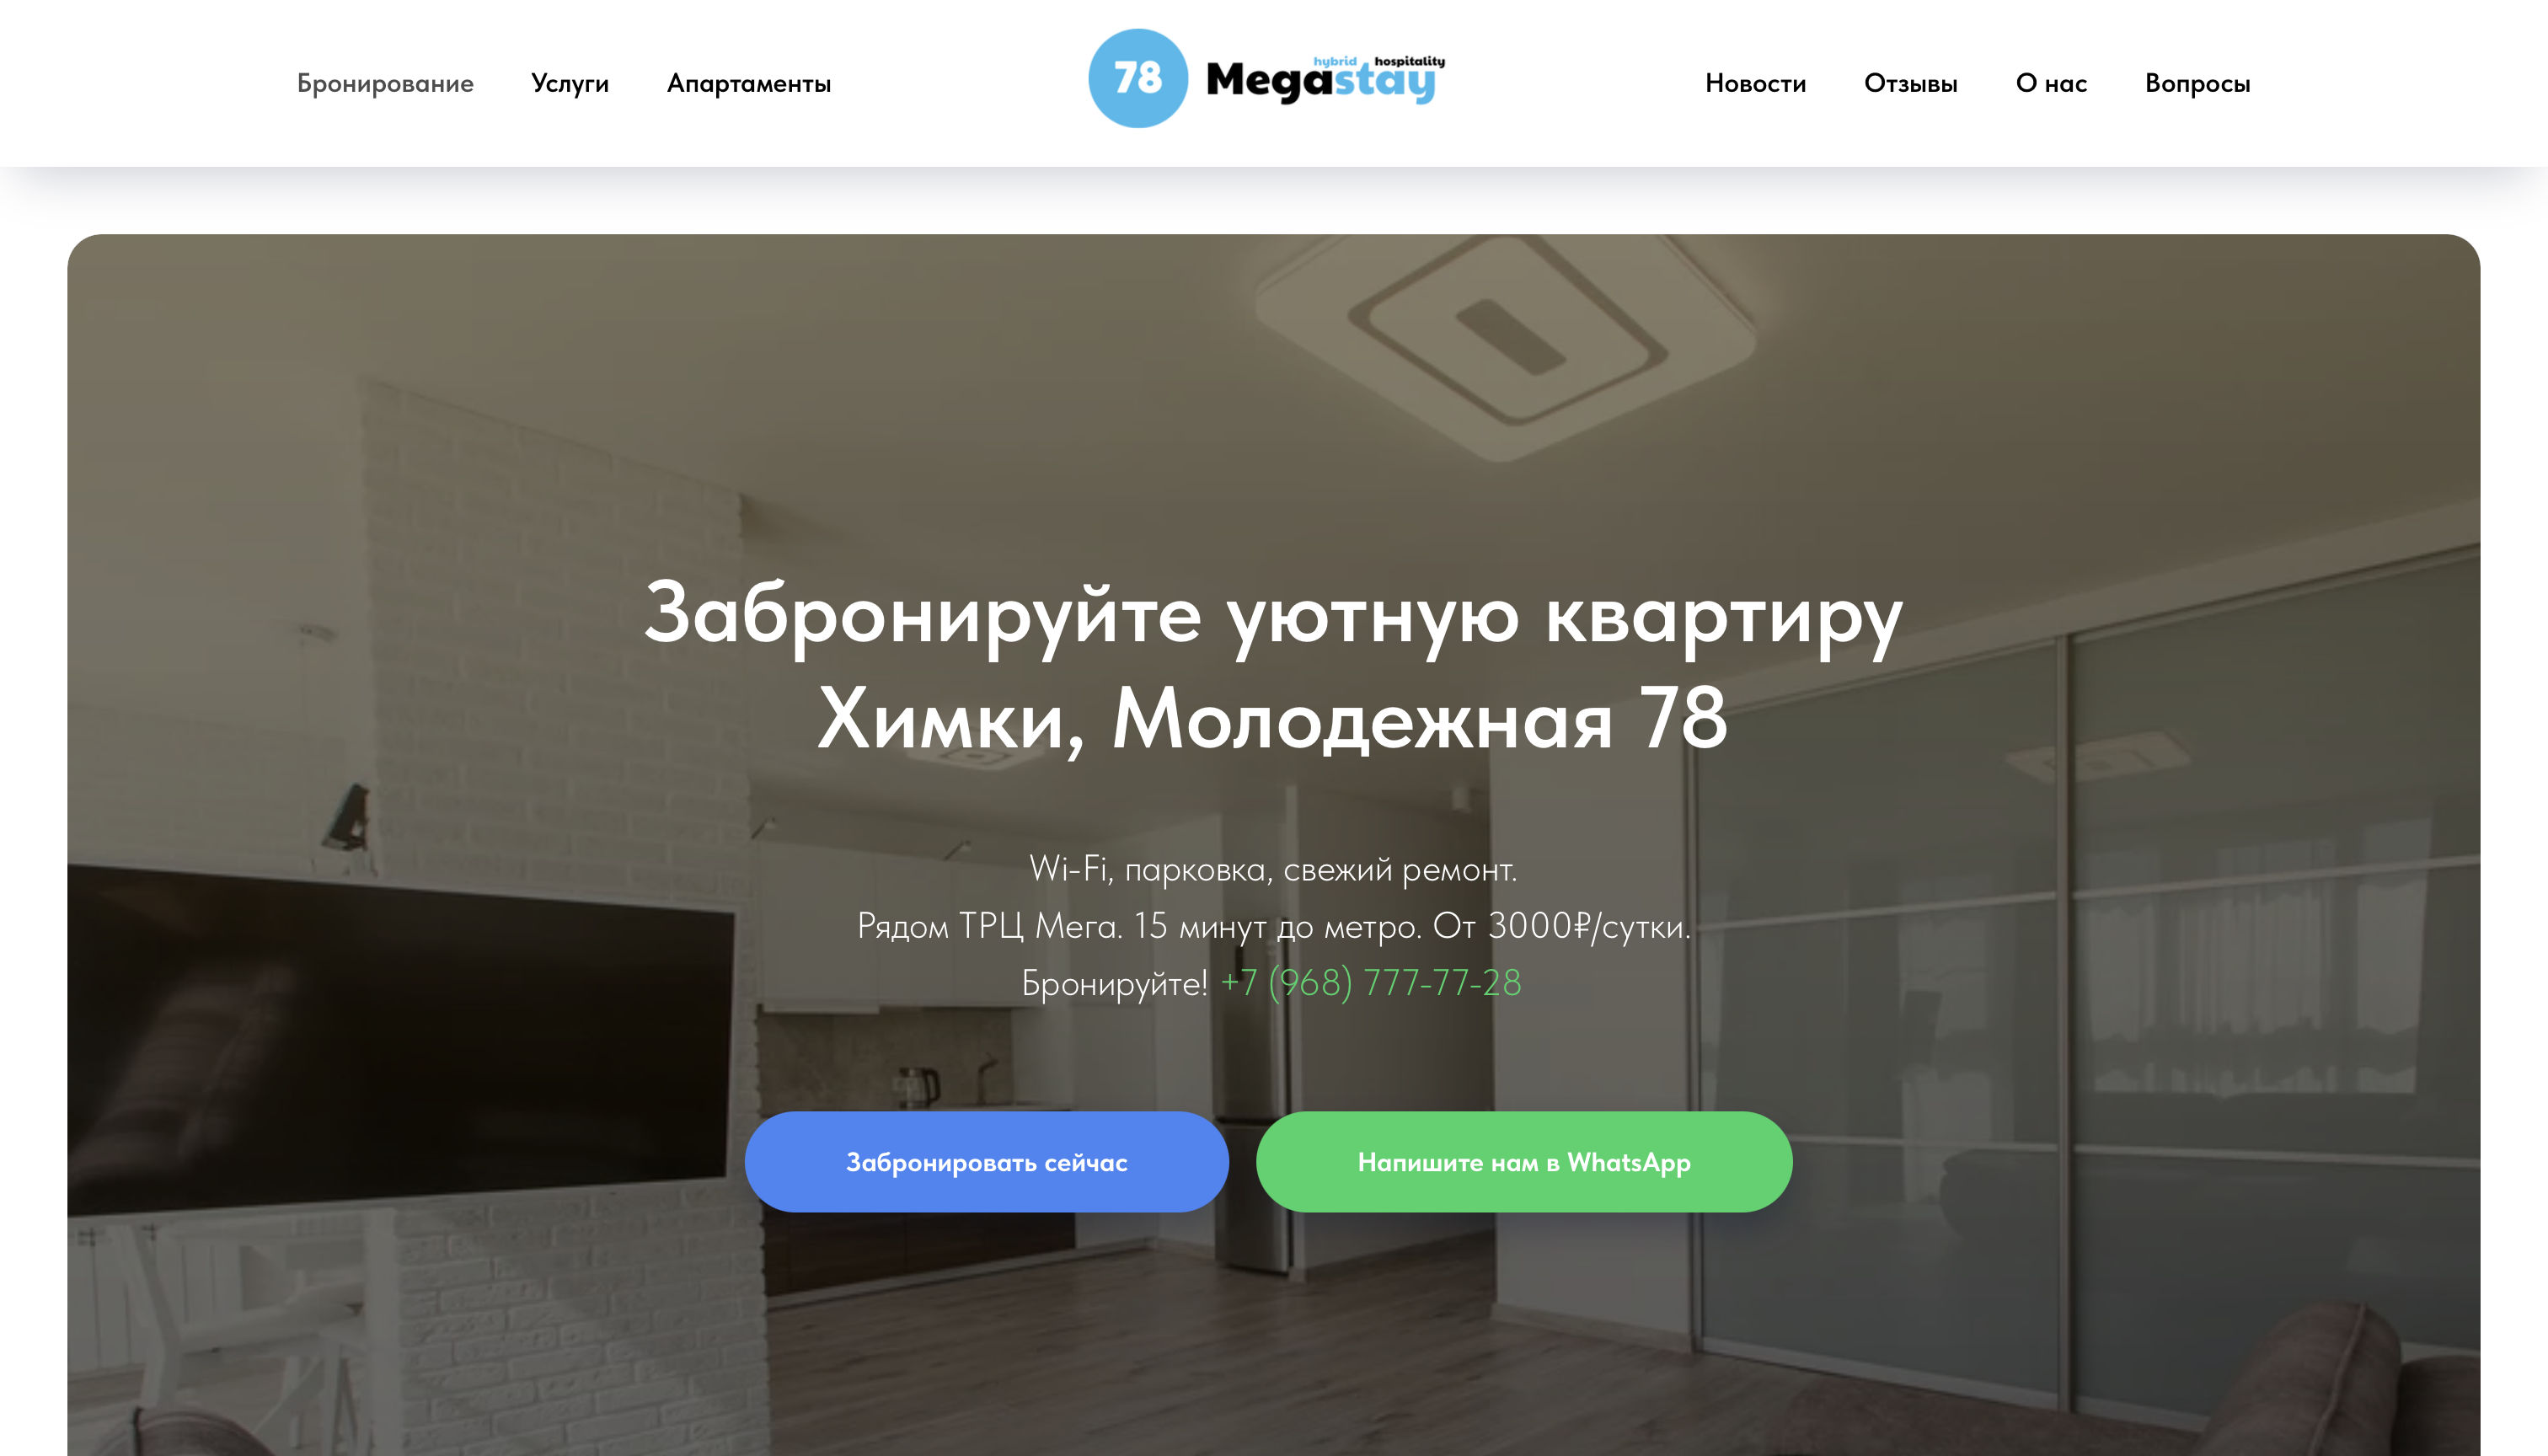 Бронирование
Услуги
Апартаменты
78
hybrid hospitality
Megastay
Новости
Отзывы
О нас
Вопросы
Забронируйте уютную квартиру
Химки, Молодежная 78
Wi-Fi, парковка, свежий ремонт.
Рядом ТРЦ Мега. 15 минут до метро. От 3000₽/сутки.
Бронируйте! +7 (968) 777-77-28
Забронировать сейчас
Напишите нам в WhatsApp